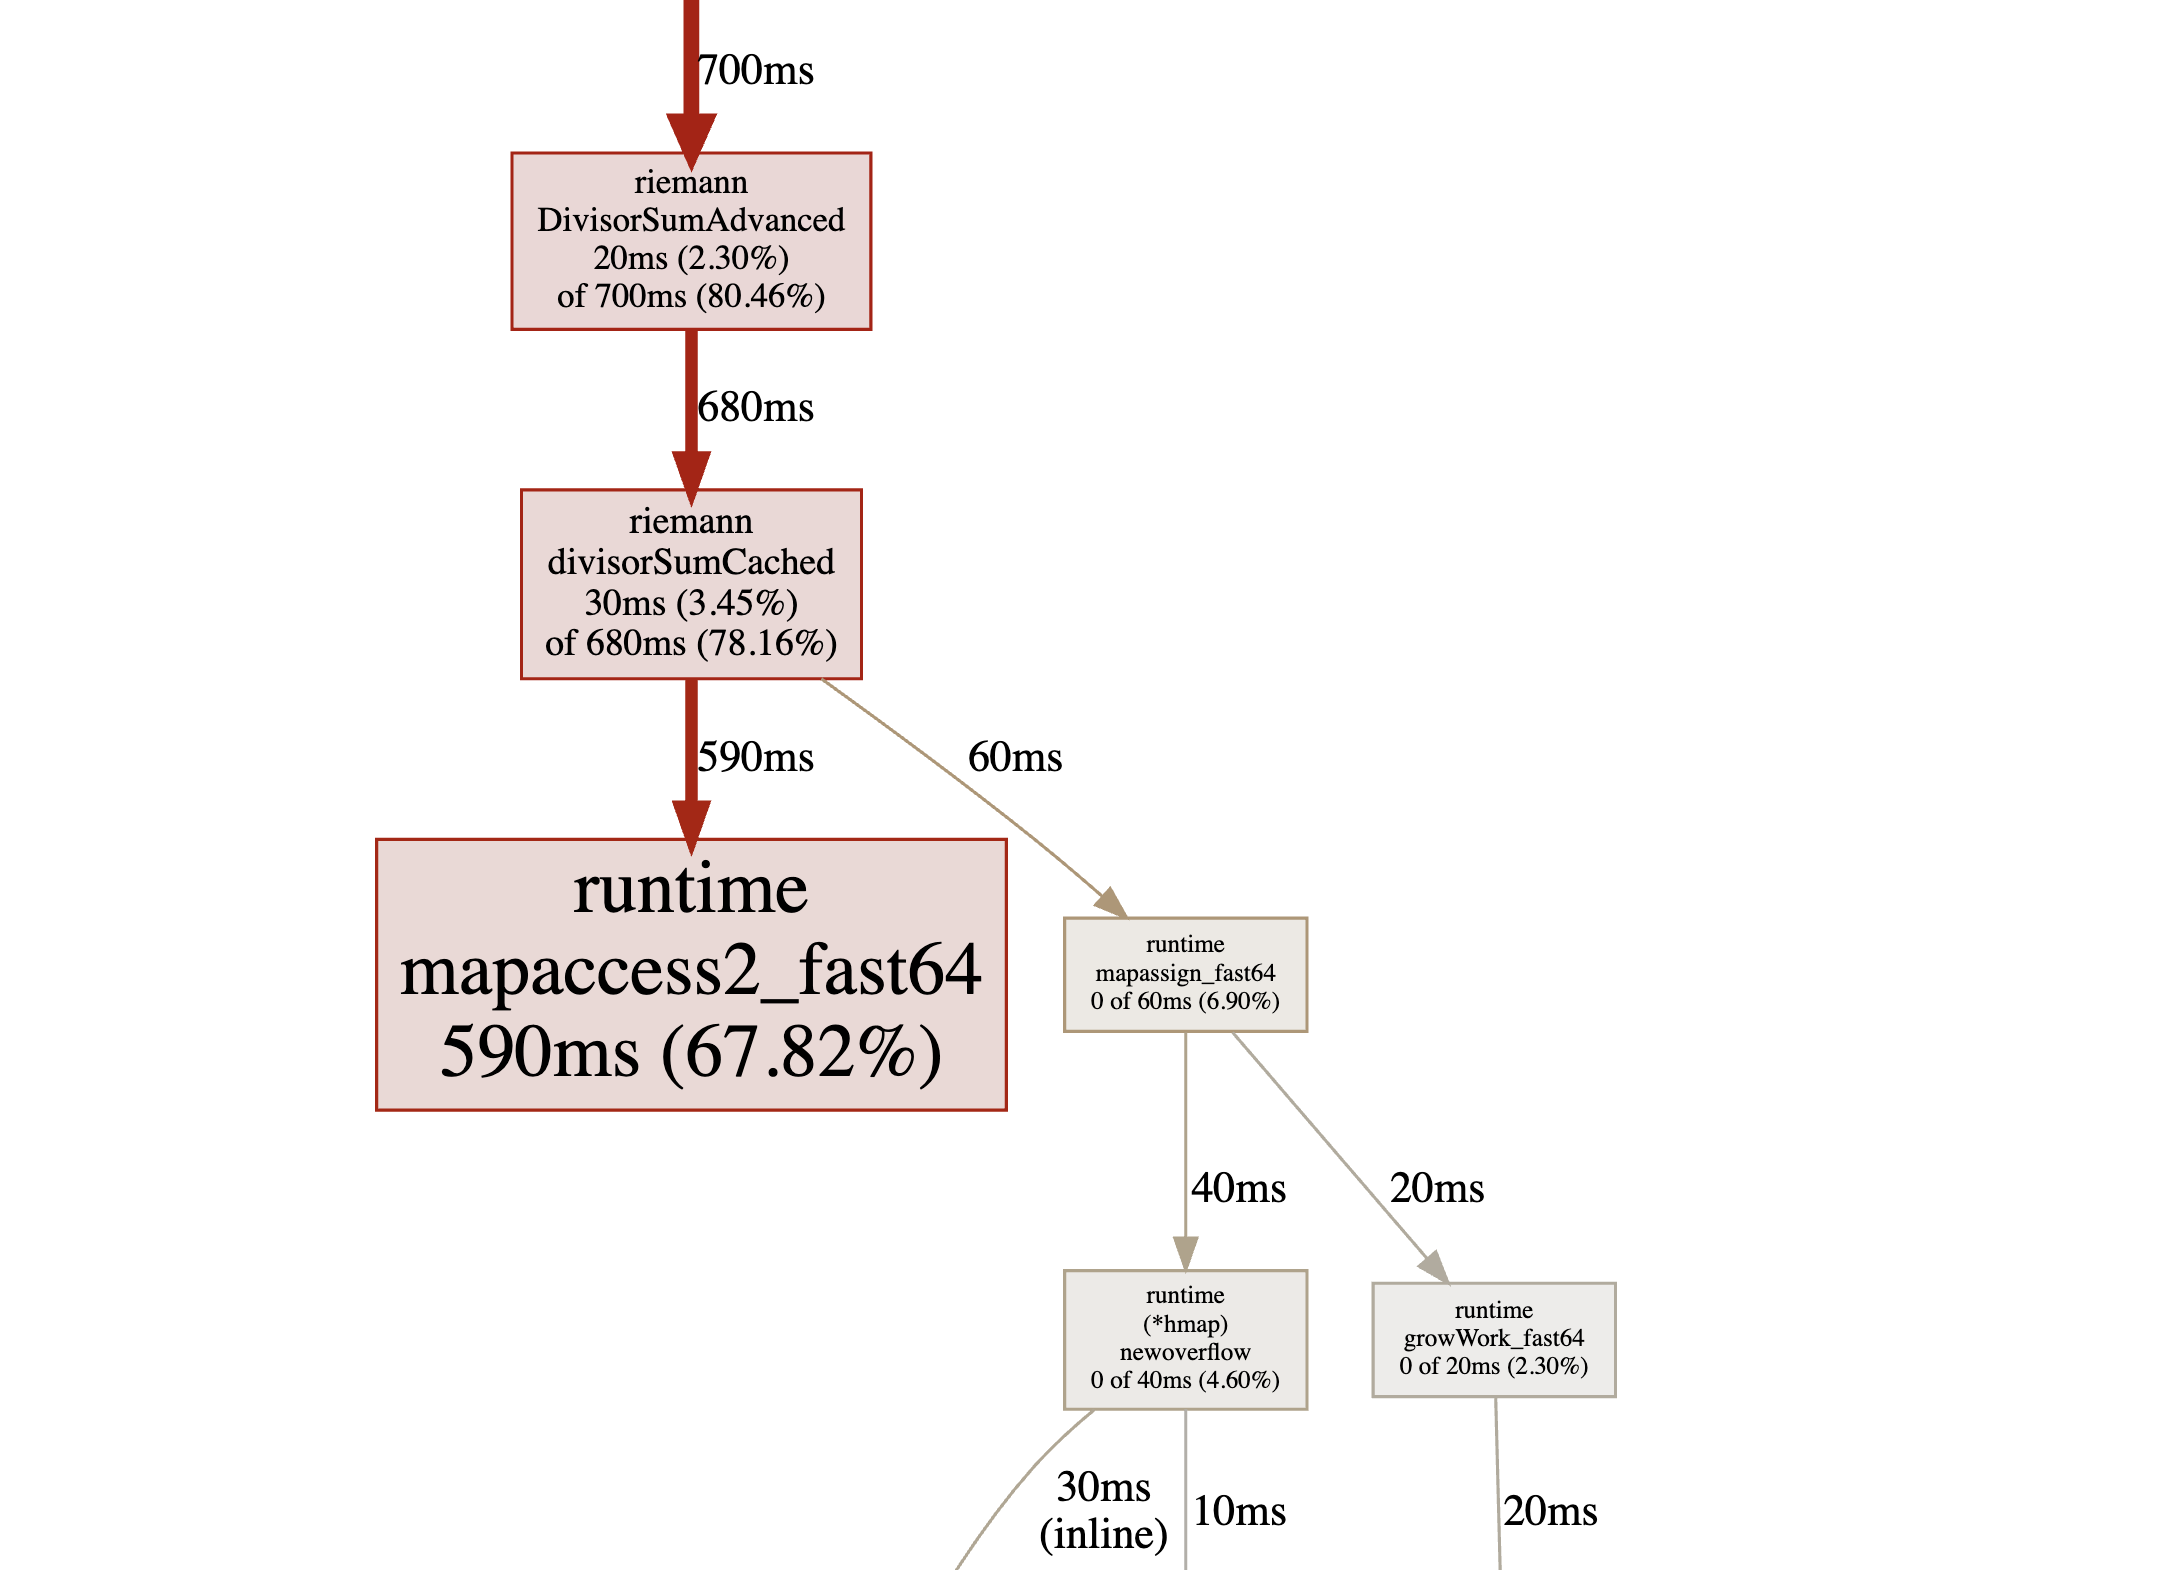 700ms
riemann
DivisorSumAdvanced
20ms (2.30%)
of 700ms (80.46%)
680ms
riemann
divisorSumCached
30ms (3.45%)
of 680ms (78.16%)
590ms
60ms
runtime
mapaccess2_fast64
590ms (67.82%)
runtime
mapassign_fast64
0 of 60ms (6.90%)
40ms
20ms
runtime
(*hmap)
newoverflow
0 of 40ms (4.60%)
runtime
growWork_fast64
0 of 20ms (2.30%)
30ms
(inline)
10ms
20ms